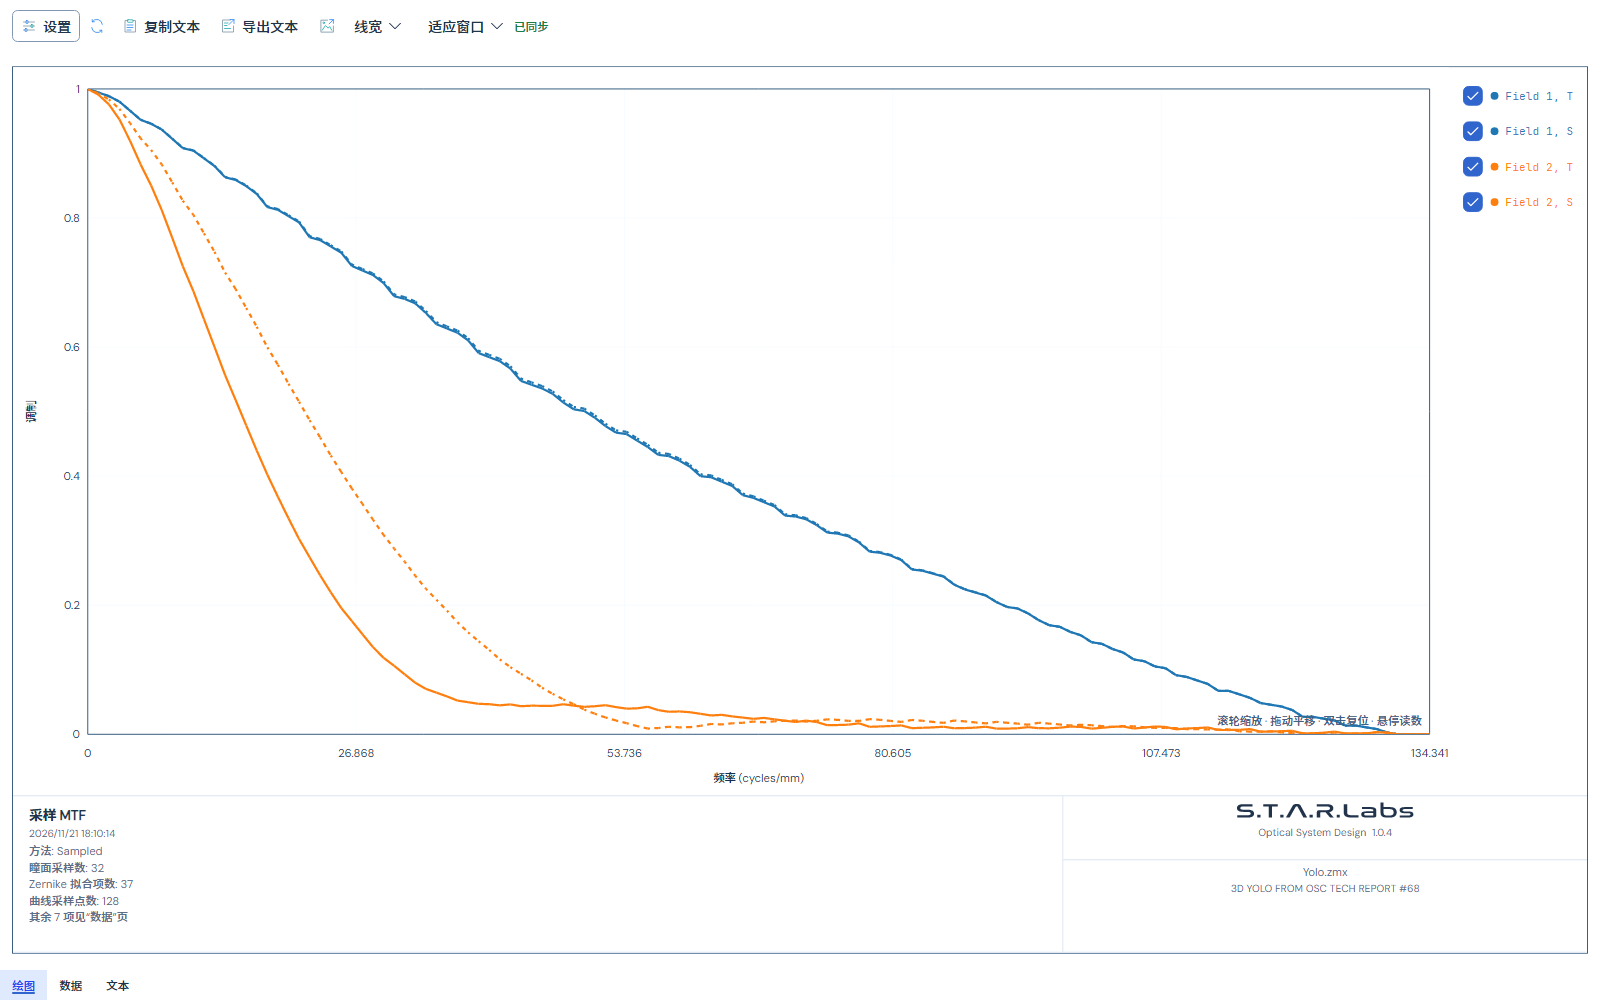 设置 复制文本 导出文本 线宽 适应窗口 已同步
1
0.8
0.6
0.4
0.2
0
调制
0 26.868 53.736 80.605 107.473 134.341
频率 (cycles/mm)
滚轮缩放 · 拖动平移 · 双击复位 · 悬停读数
Field 1, T
Field 1, S
Field 2, T
Field 2, S
采样 MTF
2026/11/21 18:10:14
方法: Sampled
瞳面采样数: 32
Zernike 拟合项数: 37
曲线采样点数: 128
其余 7 项见“数据”页
S.T.A.R.Labs
Optical System Design 1.0.4
Yolo.zmx
3D YOLO FROM OSC TECH REPORT #68
绘图 数据 文本